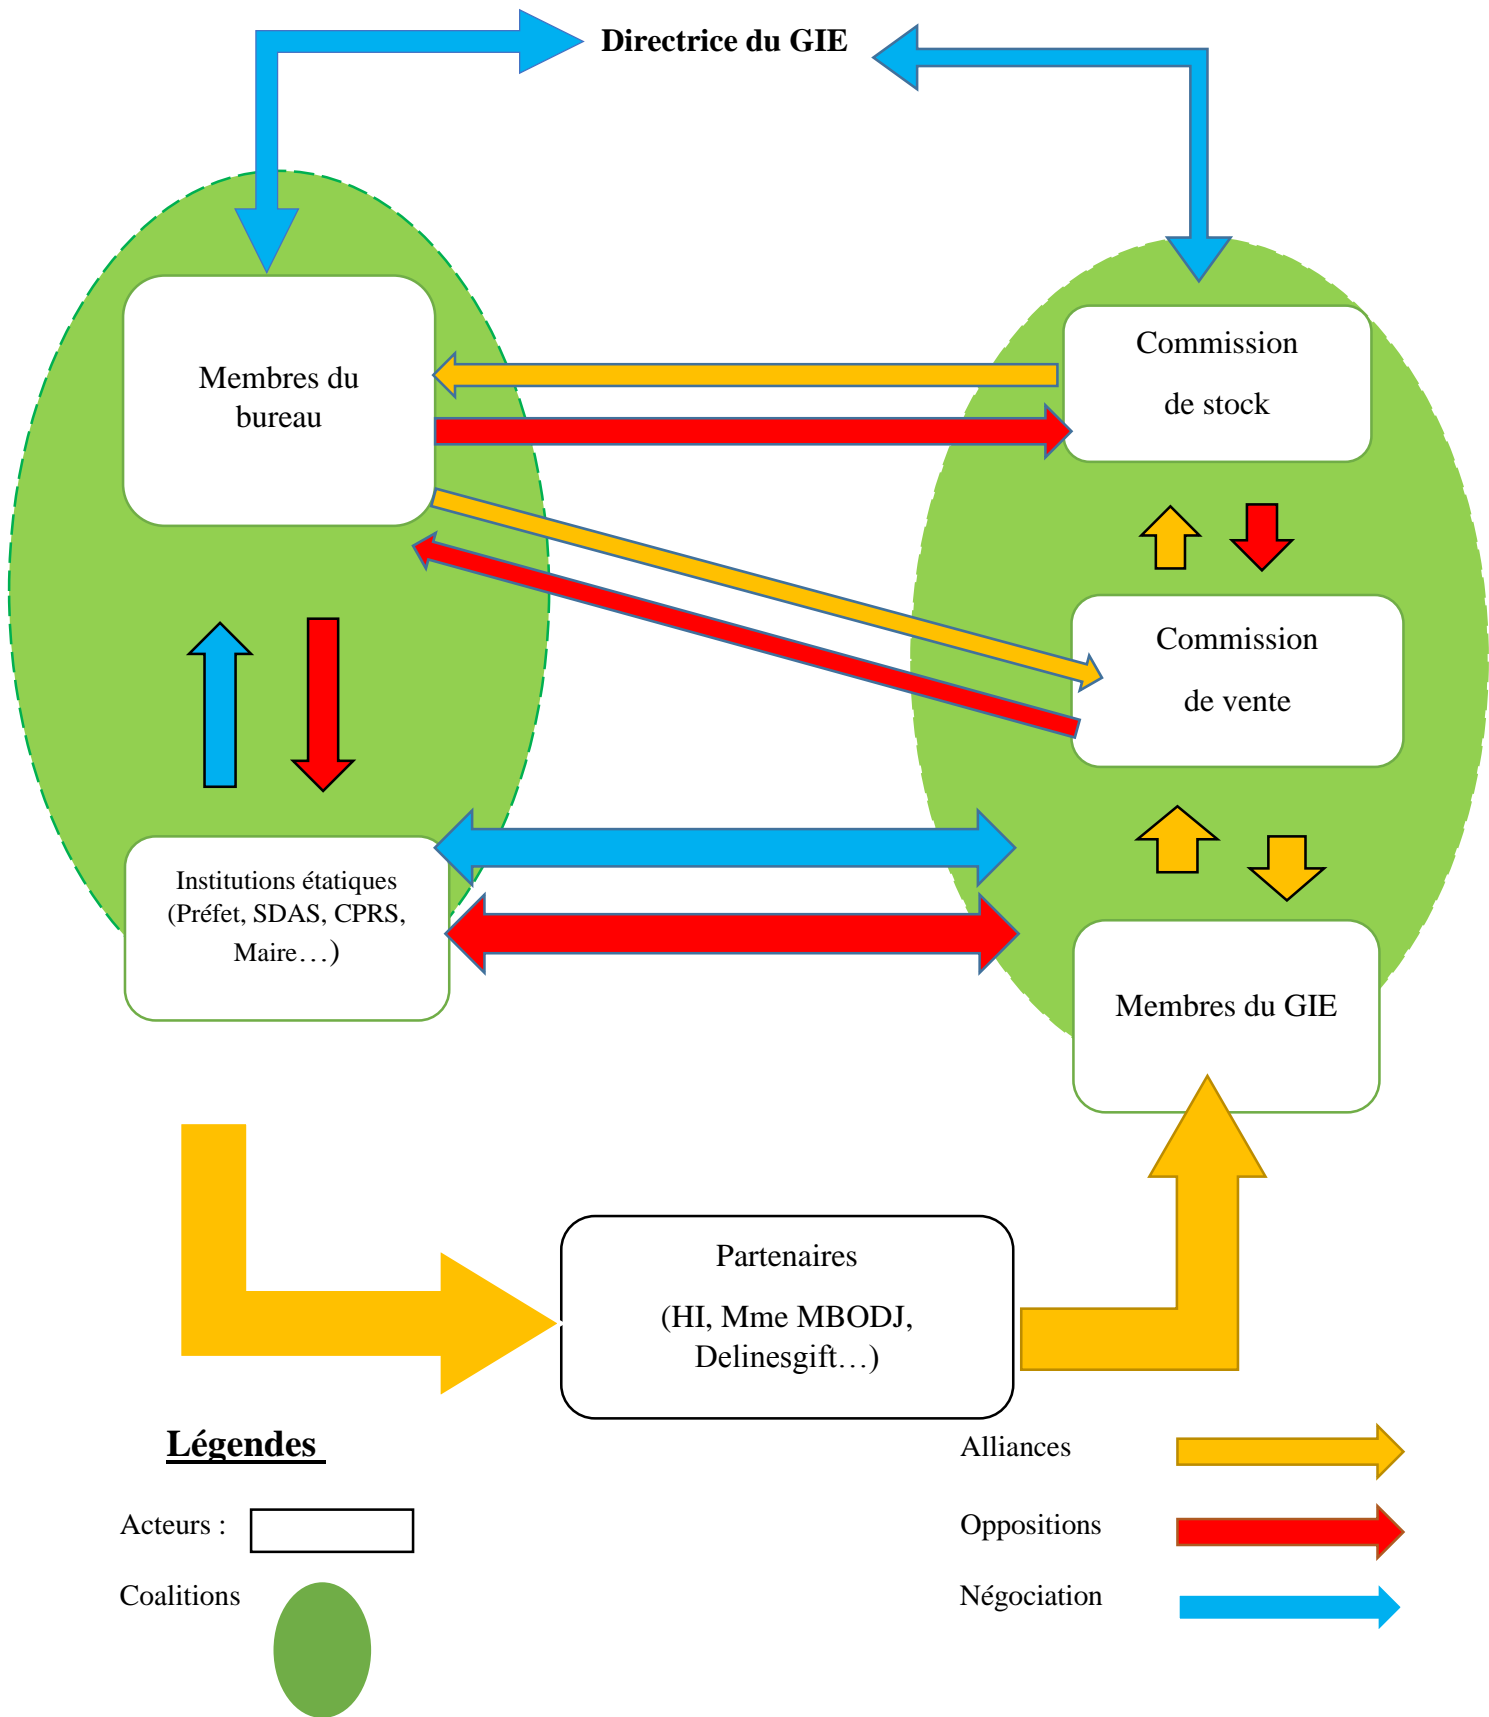 Directrice du GIE
Membres du
bureau
Commission
de stock
Commission
de vente
Institutions étatiques
(Préfet, SDAS, CPRS,
Maire…)
Membres du GIE
Partenaires
(HI, Mme MBODJ,
Delinesgift…)
Légendes
Acteurs :
Coalitions
Alliances
Oppositions
Négociation